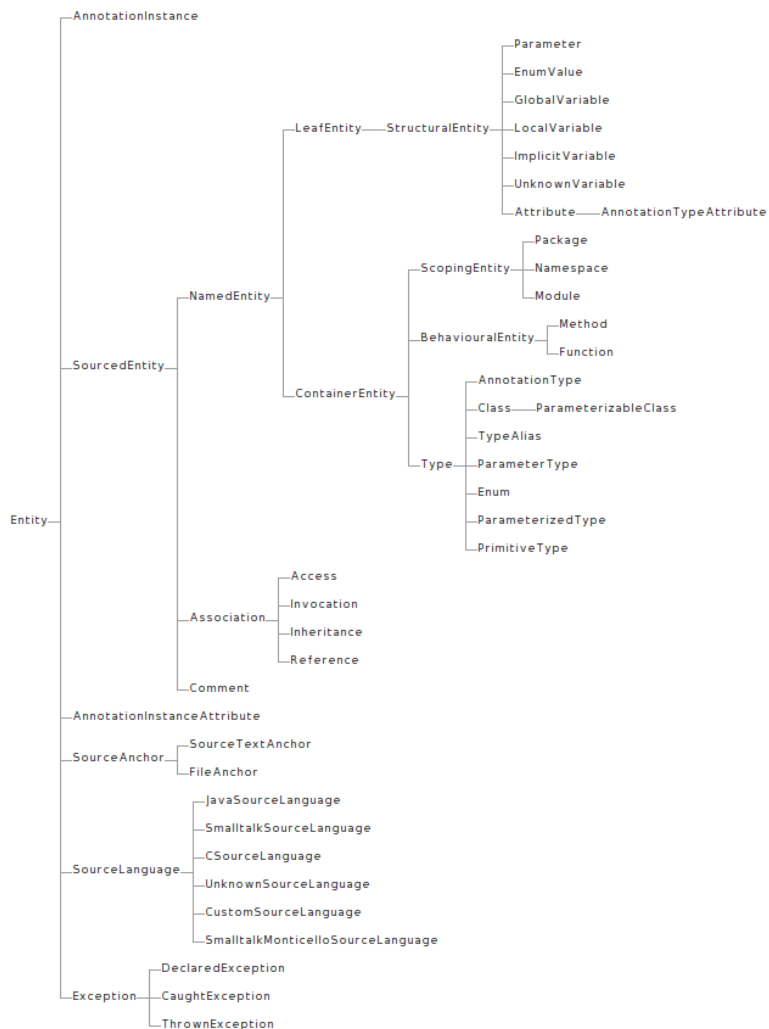 AnnotationInstance
Parameter
EnumValue
GlobalVariable
LeafEntity StructuralEntity LocalVariable
ImplicitVariable
UnknownVariable
Attribute AnnotationTypeAttribute
Package
ScopingEntity Namespace
NamedEntity Module
Method
BehaviouralEntity
Function
SourcedEntity
AnnotationType
ContainerEntity
Class ParameterizableClass
TypeAlias
Type ParameterType
Enum
Entity ParameterizedType
PrimitiveType
Access
Invocation
Association
Inheritance
Reference
Comment
AnnotationInstanceAttribute
SourceTextAnchor
SourceAnchor
FileAnchor
JavaSourceLanguage
SmalltalkSourceLanguage
CSourceLanguage
SourceLanguage
UnknownSourceLanguage
CustomSourceLanguage
SmalltalkMonticelloSourceLanguage
DeclaredException
Exception CaughtException
ThrownException